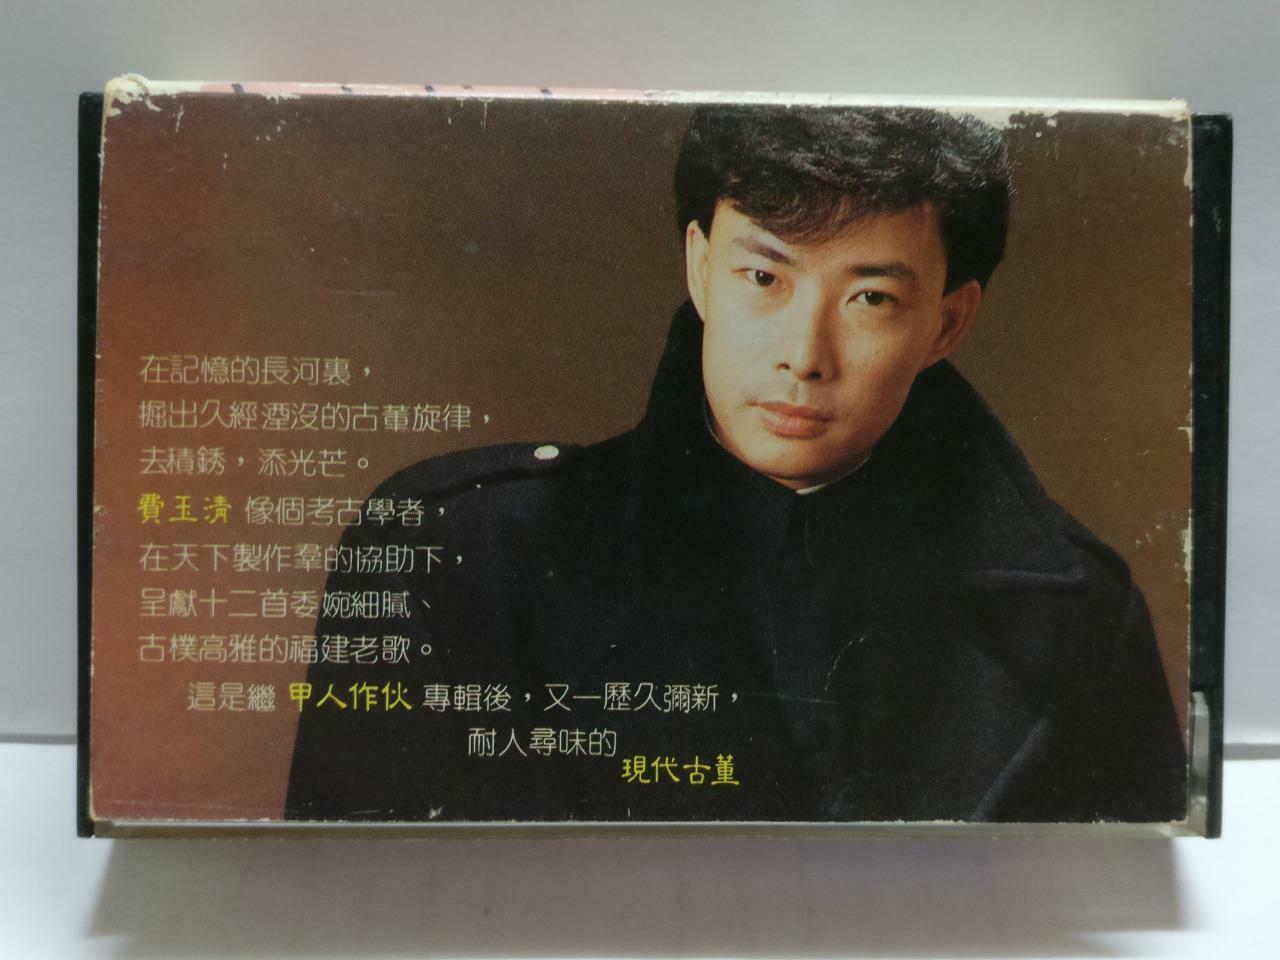 在記憶的長河裏，
掘出久經湮沒的古董旋律，
去積銹，添光芒。
費玉清 像個考古學者，
在天下製作羣的協助下，
呈獻十二首委婉細膩、
古樸高雅的福建老歌。
這是繼 甲人作伙 專輯後，又一歷久彌新，
耐人尋味的
現代古董